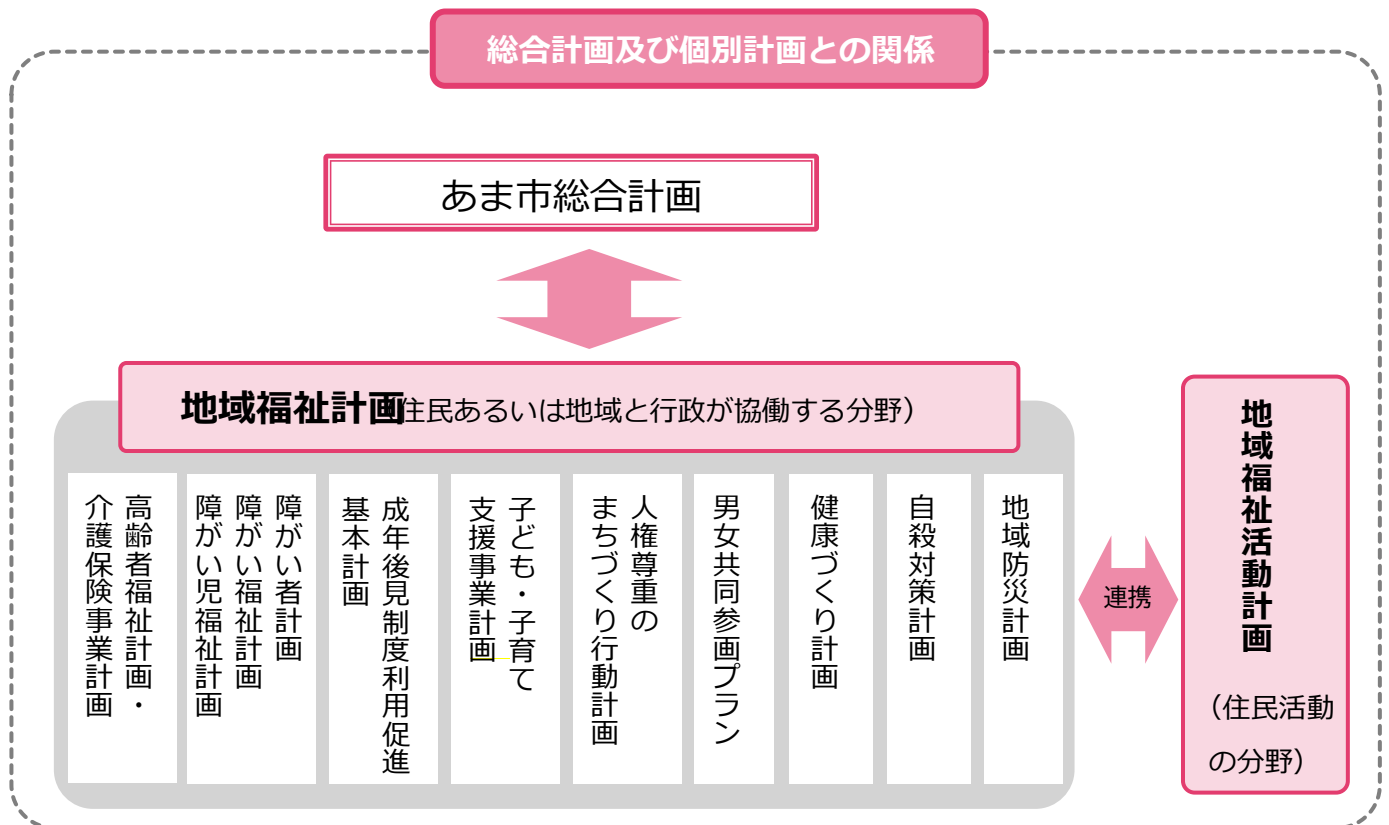 総合計画及び個別計画との関係
あま市総合計画
地域福祉計画住民あるいは地域と行政が協働する分野）
高齢者福祉計画・
介護保険事業計画
障がい者計画
障がい福祉計画
障がい児福祉計画
成年後見制度利用促進
基本計画
子ども・子育て
支援事業計画
人権尊重の
まちづくり行動計画
男女共同参画プラン
健康づくり計画
自殺対策計画
地域防災計画
連携
地域福祉活動計画
（住民活動
の分野）